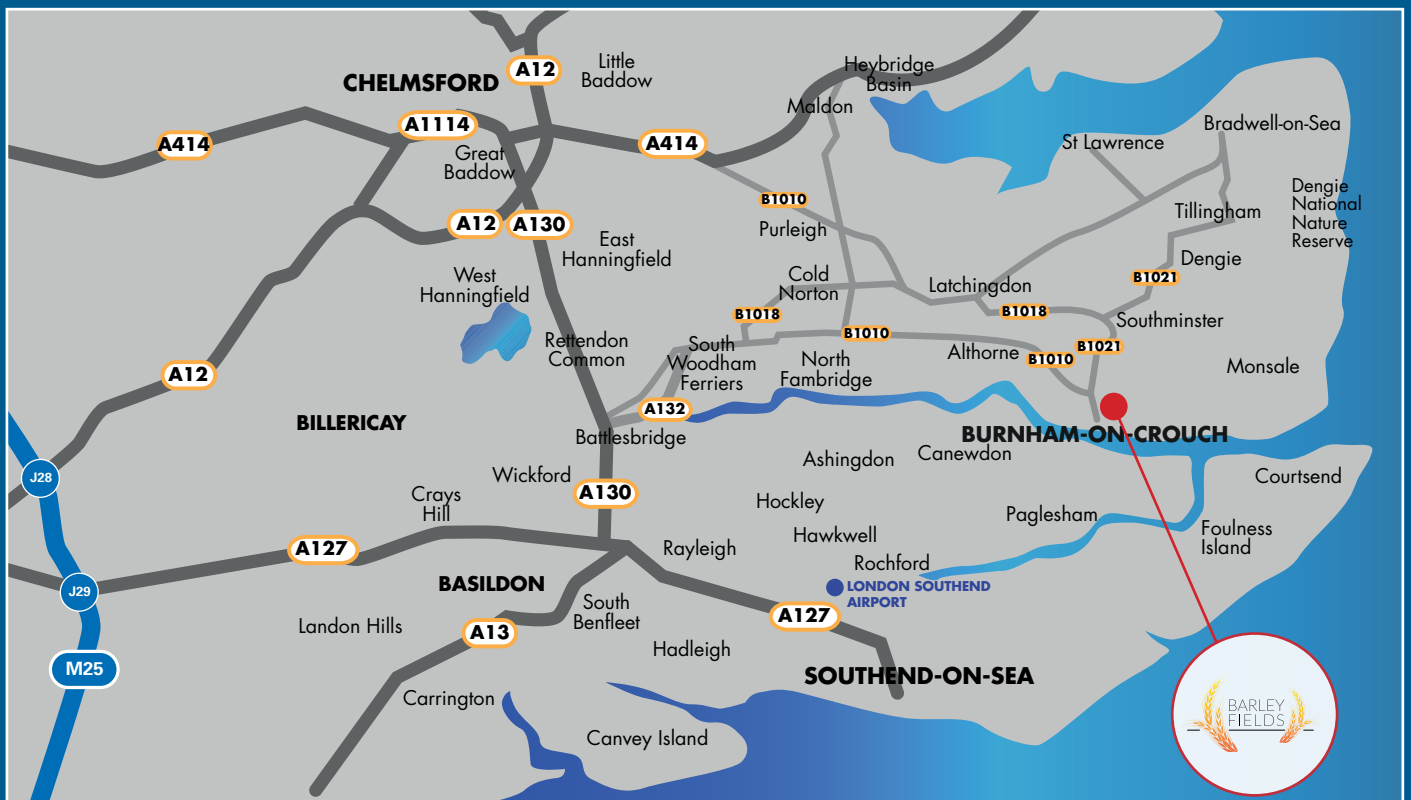 Little
Baddow
A12
CHELMSFORD
Heybridge
Basin
Maldon
A1114
A414
A414
Bradwell-on-Sea
St Lawrence
Great
Baddow
B1010
Dengie
National
Nature
Reserve
A12
A130
Purleigh
Tillingham
East
Hanningfield
Dengie
West
Hanningfield
Cold
Norton
Latchingdon
B1021
B1018
B1018
Southminster
Rettendon
Common
South
Woodham
Ferriers
B1010
North
Fambridge
Althorne
B1010
B1021
Monsale
A12
A132
BILLERICAY
Battlesbridge
BURNHAM-ON-CROUCH
Ashingdon
Canewdon
J28
Wickford
Courtsend
Crays
Hill
A130
Hockley
Paglesham
Foulness
Island
Hawkwell
A127
Rayleigh
Rochford
J29
BASILDON
LONDON SOUTHEND
AIRPORT
South
Benfleet
A127
Landon Hills
A13
Hadleigh
M25
SOUTHEND-ON-SEA
Carrington
BARLEY
FIELDS
Canvey Island